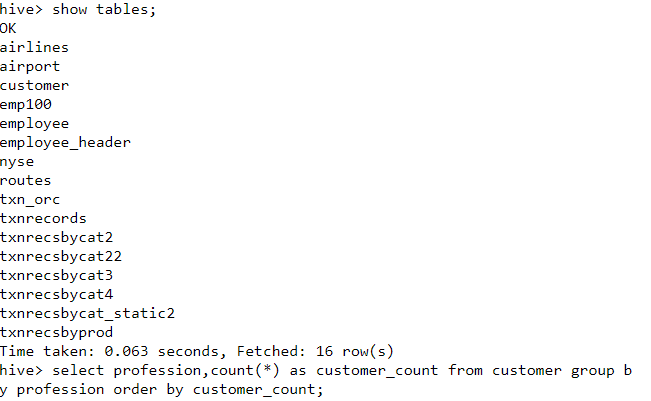 hive> show tables;
OK
airlines
airport
customer
emp100
employee
employee_header
nyse
routes
txn_orc
txnrecords
txnrecsbycat2
txnrecsbycat22
txnrecsbycat3
txnrecsbycat4
txnrecsbycat_static2
txnrecsbyprod
Time taken: 0.063 seconds, Fetched: 16 row(s)
hive> select profession,count(*) as customer_count from customer group b
y profession order by customer_count;